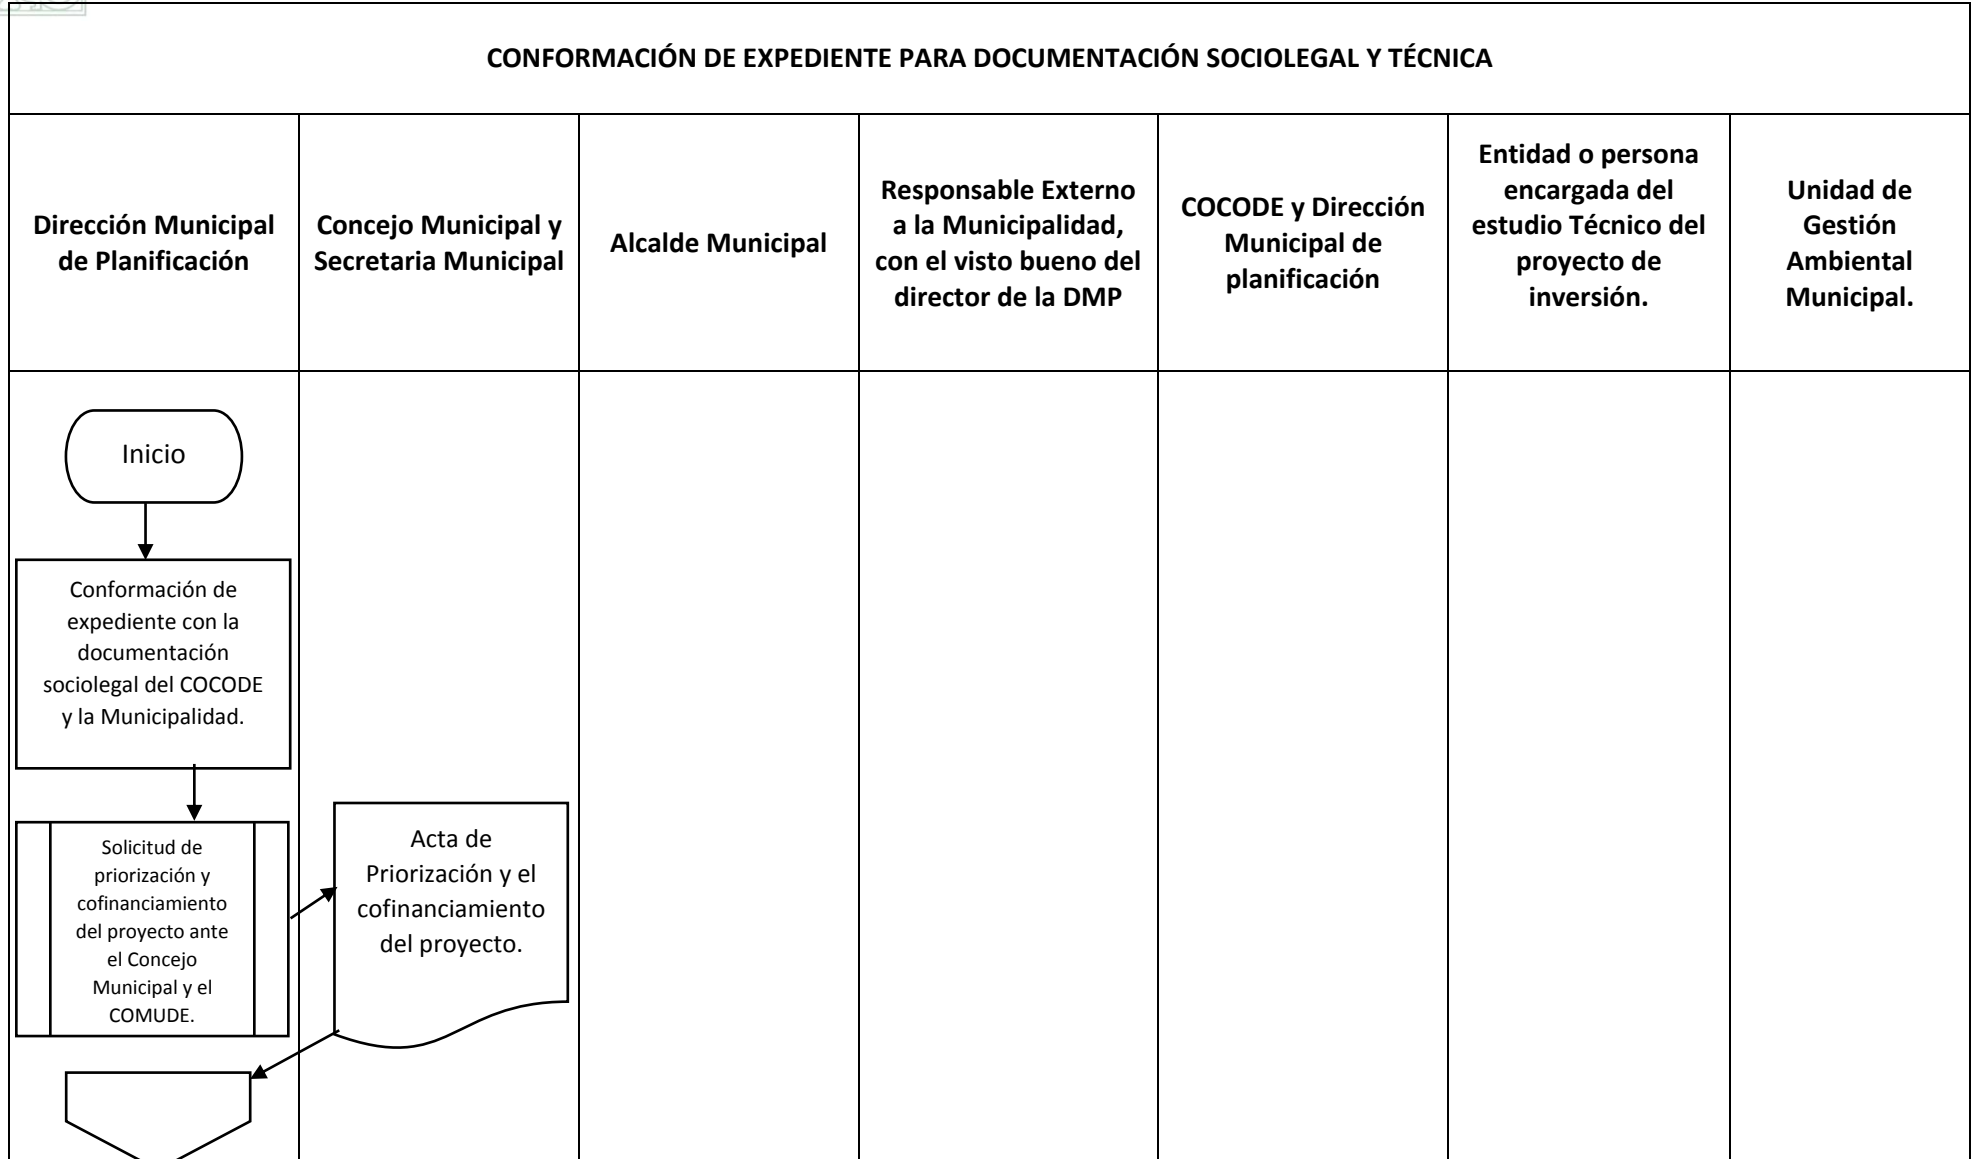 CONFORMACIÓN DE EXPEDIENTE PARA DOCUMENTACIÓN SOCIOLEGAL Y TÉCNICA
Dirección Municipal
de Planificación
Concejo Municipal y
Secretaria Municipal
Alcalde Municipal
Responsable Externo
a la Municipalidad,
con el visto bueno del
director de la DMP
COCODE y Dirección
Municipal de
planificación
Entidad o persona
encargada del
estudio Técnico del
proyecto de
inversión.
Unidad de
Gestión
Ambiental
Municipal.
Inicio
Conformación de
expediente con la
documentación
sociolegal del COCODE
y la Municipalidad.
Solicitud de
priorización y
cofinanciamiento
del proyecto ante
el Concejo
Municipal y el
COMUDE.
Acta de
Priorización y el
cofinanciamiento
del proyecto.